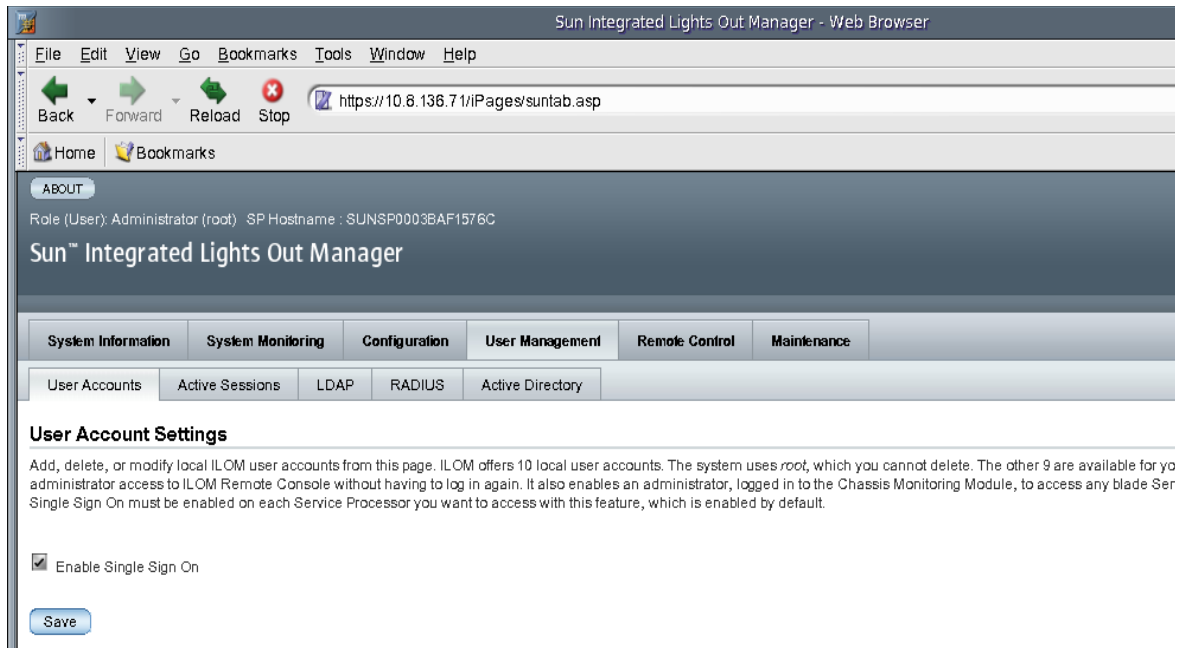 Sun Integrated Lights Out Manager - Web Browser
File Edit View Go Bookmarks Tools Window Help
Back Forward Reload Stop https://10.8.136.71/iPages/suntab.asp
Home Bookmarks
ABOUT
Role (User): Administrator (root) SP Hostname : SUNSP0003BAF1576C
Sun™ Integrated Lights Out Manager
System Information System Monitoring Configuration User Management Remote Control Maintenance
User Accounts Active Sessions LDAP RADIUS Active Directory
User Account Settings
Add, delete, or modify local ILOM user accounts from this page. ILOM offers 10 local user accounts. The system uses root, which you cannot delete. The other 9 are available for
administrator access to ILOM Remote Console without having to log in again. It also enables an administrator, logged in to the Chassis Monitoring Module, to access any blade
Single Sign On must be enabled on each Service Processor you want to access with this feature, which is enabled by default.
Enable Single Sign On
Save